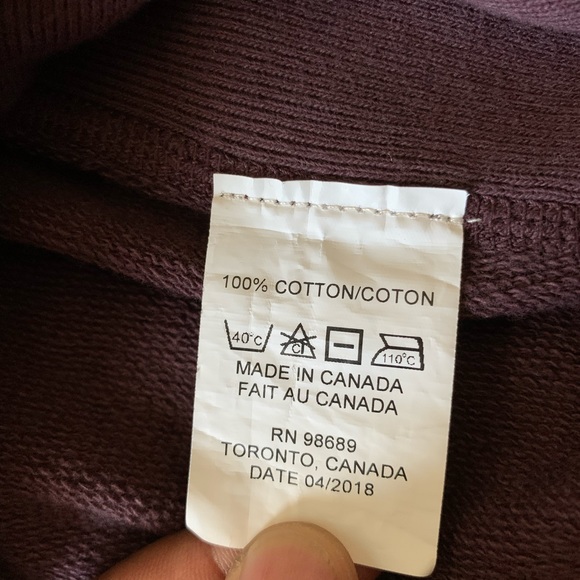 100% COTTON/COTON
40°C CL 110°C
MADE IN CANADA
FAIT AU CANADA
RN 98689
TORONTO, CANADA
DATE 04/2018